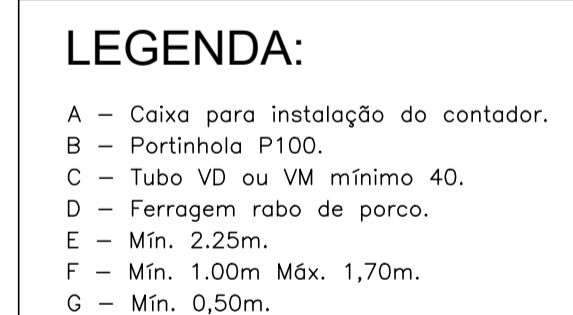 LEGENDA:
A – Caixa para instalação do contador.
B – Portinhola P100.
C – Tubo VD ou VM mínimo 40.
D – Ferragem rabo de porco.
E – Mín. 2.25m.
F – Mín. 1.00m Máx. 1,70m.
G – Mín. 0,50m.